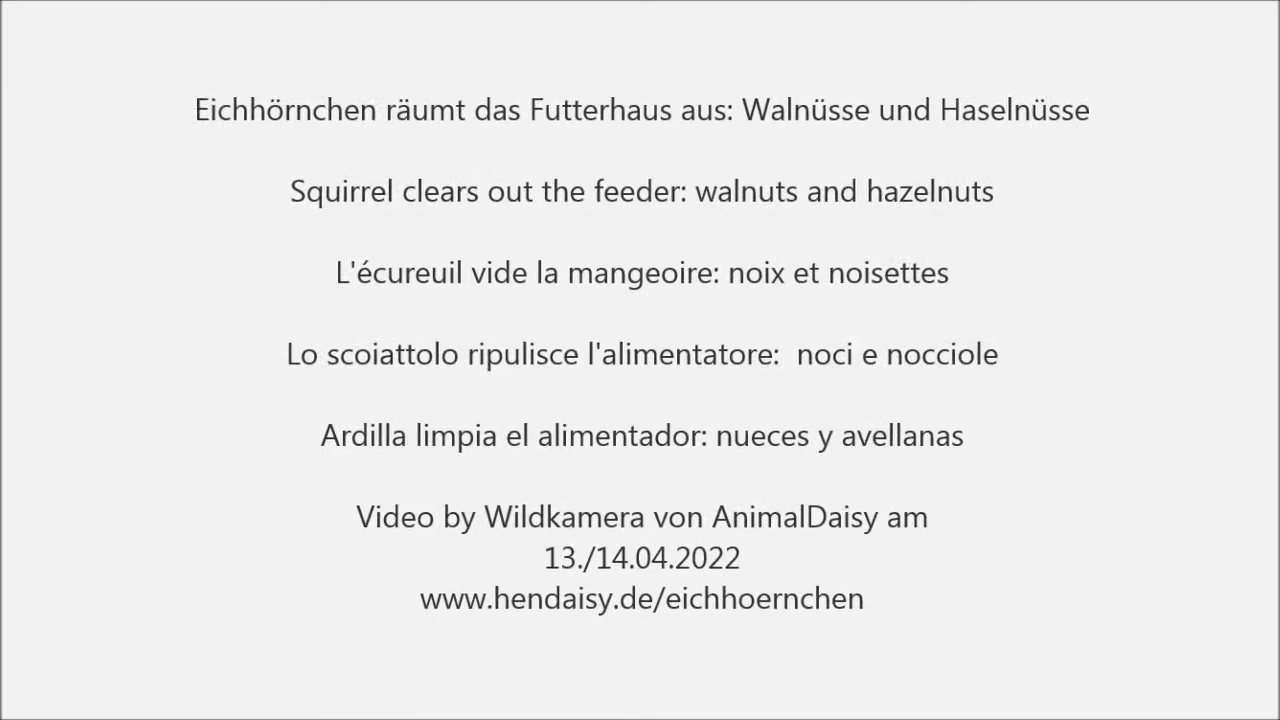 Eichhörnchen räumt das Futterhaus aus: Walnüsse und Haselnüsse
Squirrel clears out the feeder: walnuts and hazelnuts
L'écureuil vide la mangeoire: noix et noisettes
Lo scoiattolo ripulisce l'alimentatore:  noci e nocciole
Ardilla limpia el alimentador: nueces y avellanas
Video by Wildkamera von AnimalDaisy am
13./14.04.2022
www.hendaisy.de/eichhoernchen